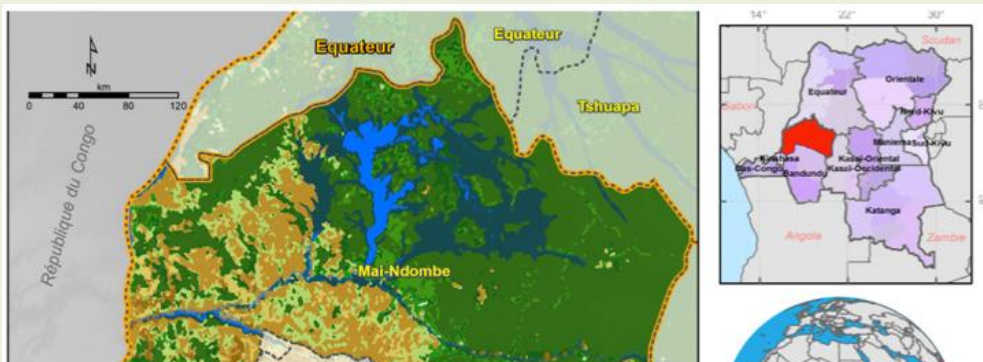 Equateur
Equateur
Tshuapa
km
0 20 40 80 120
République du Congo
Mai-Ndombe
14° 22° 30°
Soudan
Orientale
Equateur
Gabon
Nord-Kivu
Maniema
Sud-Kivu
Kinshasa
Kasai-Oriental
Bas-Congo
Bandundu
Kasai-Occidental
Katanga
Angola
Zambie